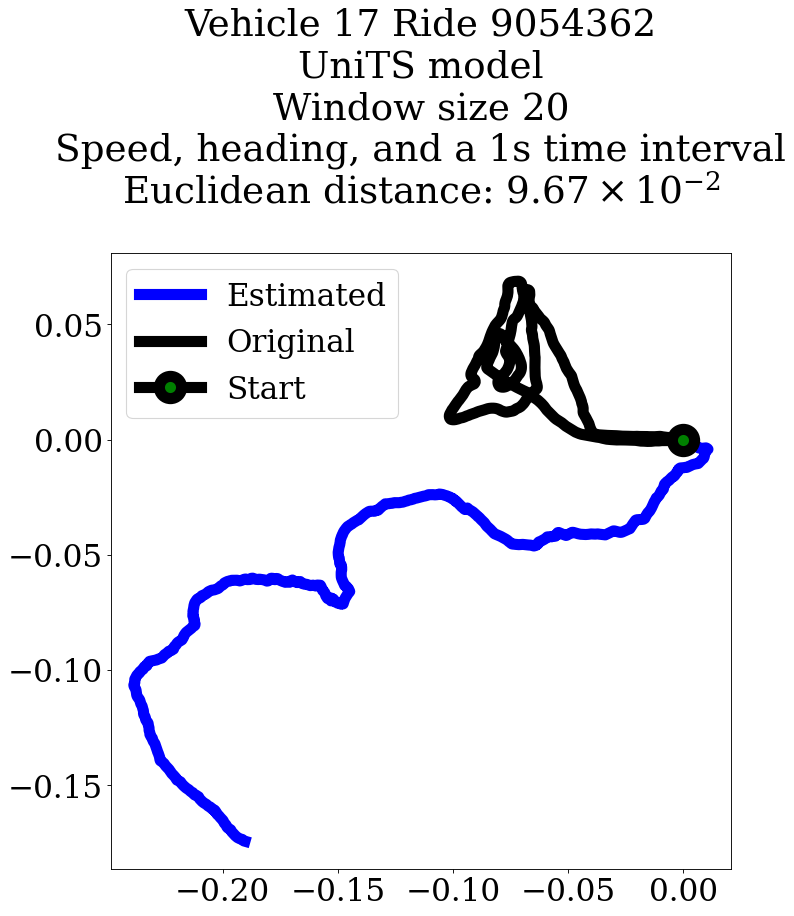 Vehicle 17 Ride 9054362
UniTS model
Window size 20
Speed, heading, and a 1s time interval
Euclidean distance: 9.67 × 10⁻²
Estimated
Original
Start
0.05
0.00
−0.05
−0.10
−0.15
−0.20 −0.15 −0.10 −0.05 0.00